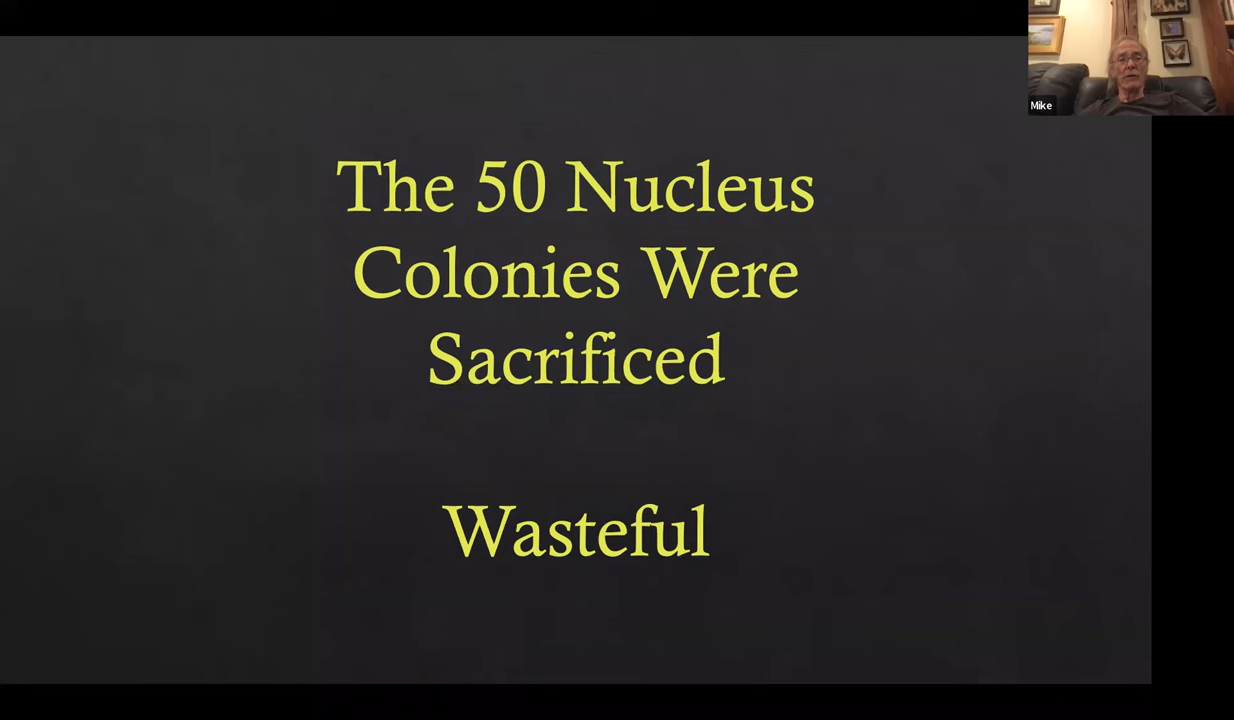 Mike
The 50 Nucleus
Colonies Were
Sacrificed
Wasteful